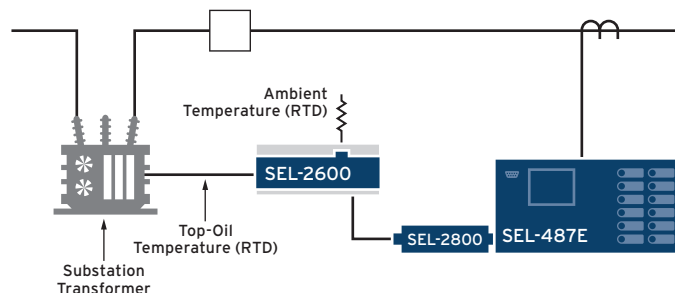 Ambient
Temperature (RTD)
SEL-2600
SEL-2800
SEL-487E
Top-Oil
Temperature (RTD)
Substation
Transformer